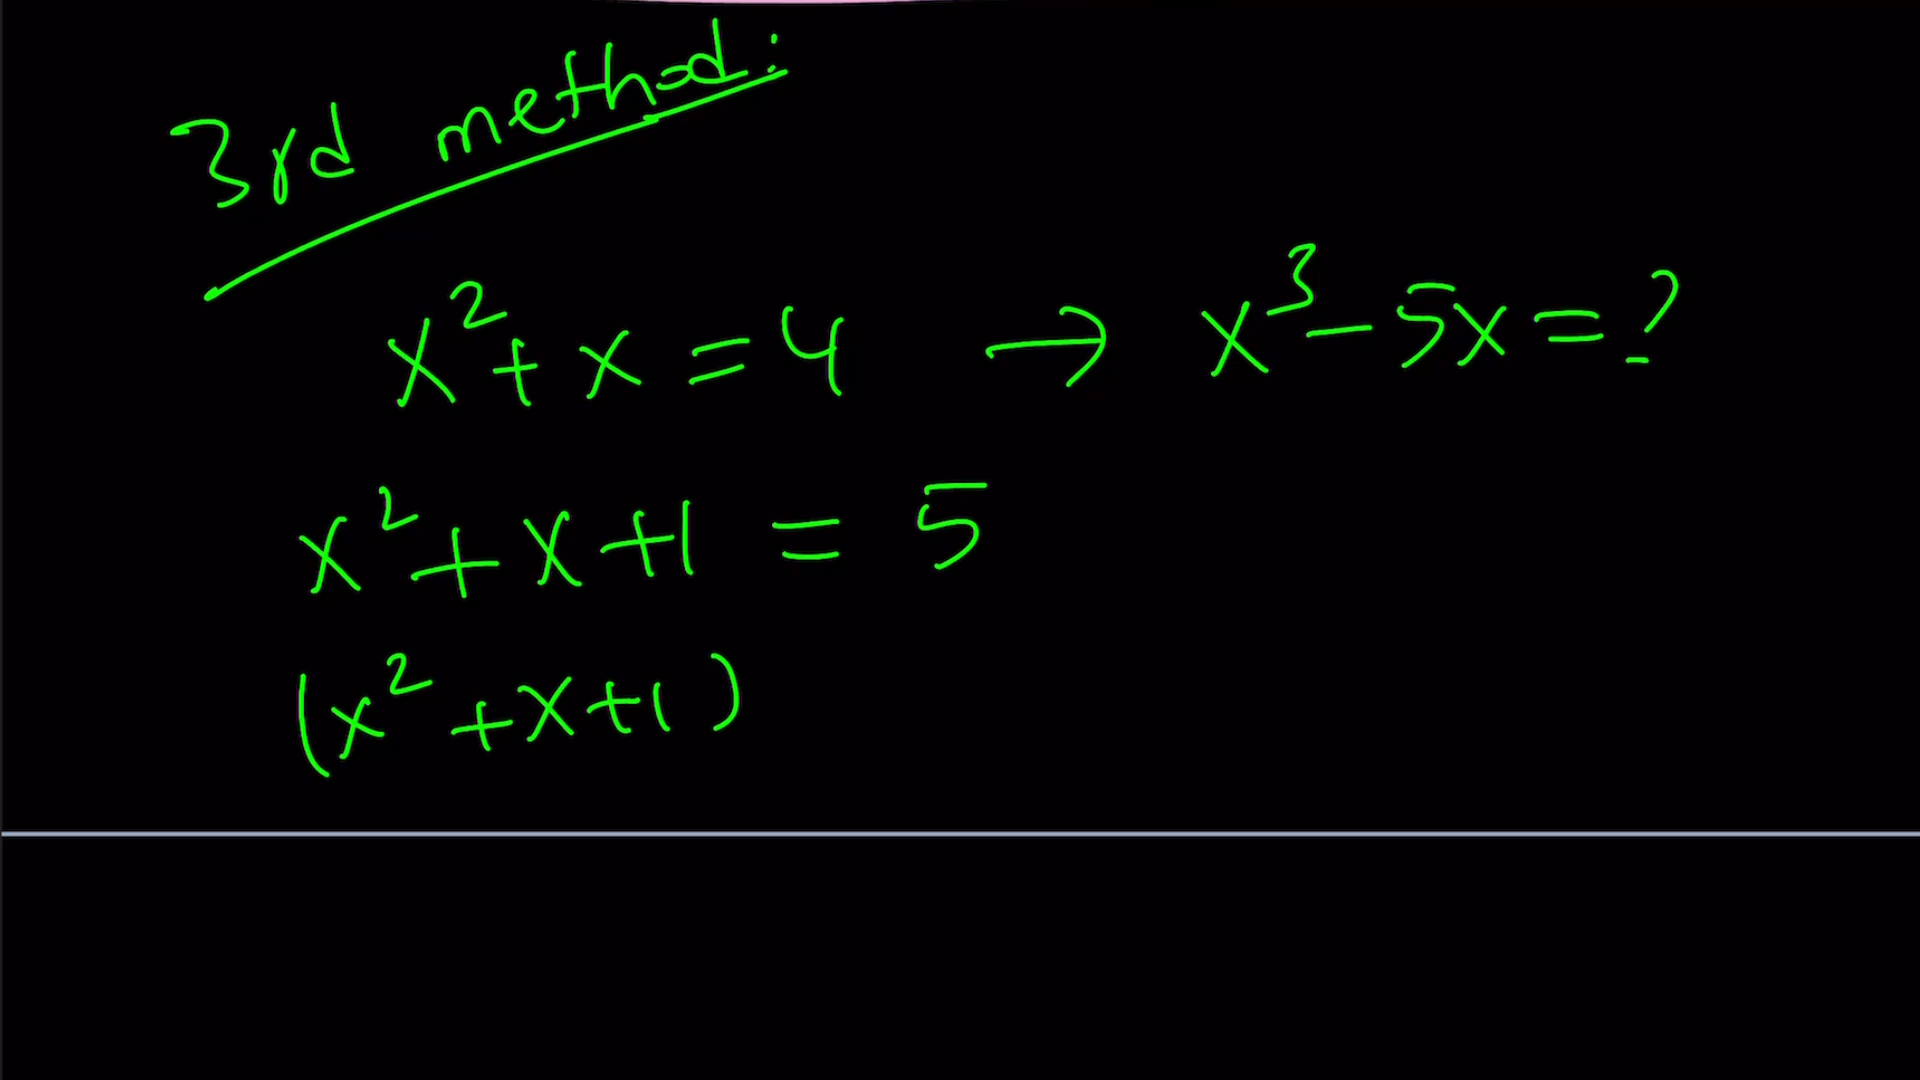 3rd method:
x² + x = 4 → x³ - 5x = ?
x² + x + 1 = 5
(x² + x + 1)